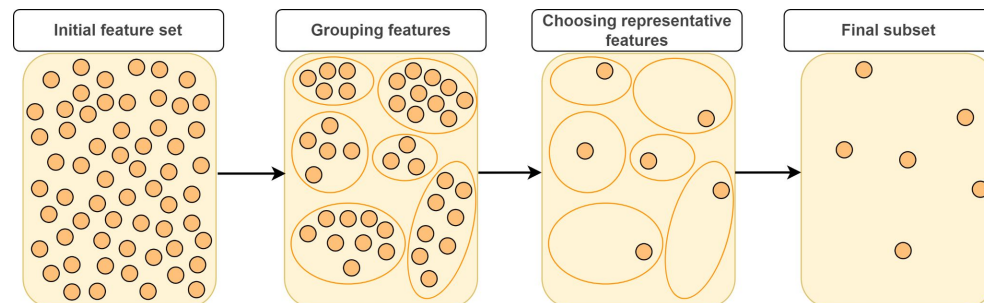 Initial feature set
Grouping features
Choosing representative
features
Final subset